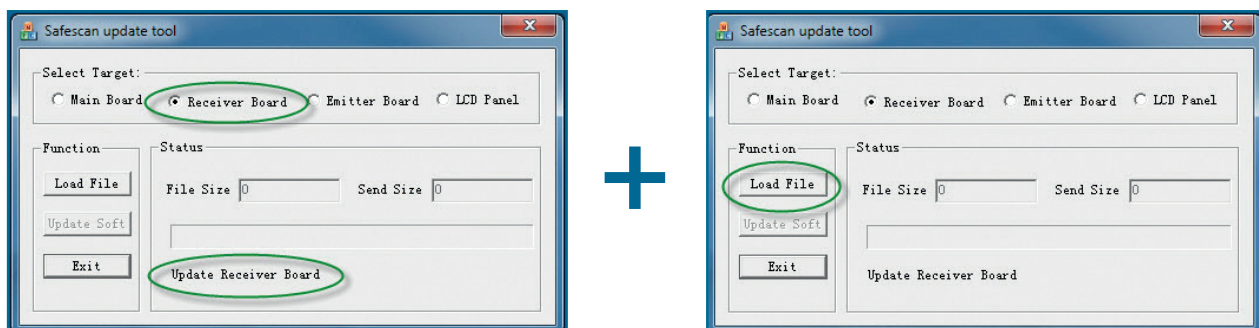 Safescan update tool
Select Target:
Main Board Receiver Board Emitter Board LCD Panel
Function
Status
Load File
File Size 0 Send Size 0
Update Soft
Exit
Update Receiver Board
+
Safescan update tool
Select Target:
Main Board Receiver Board Emitter Board LCD Panel
Function
Status
Load File
File Size 0 Send Size 0
Update Soft
Exit
Update Receiver Board